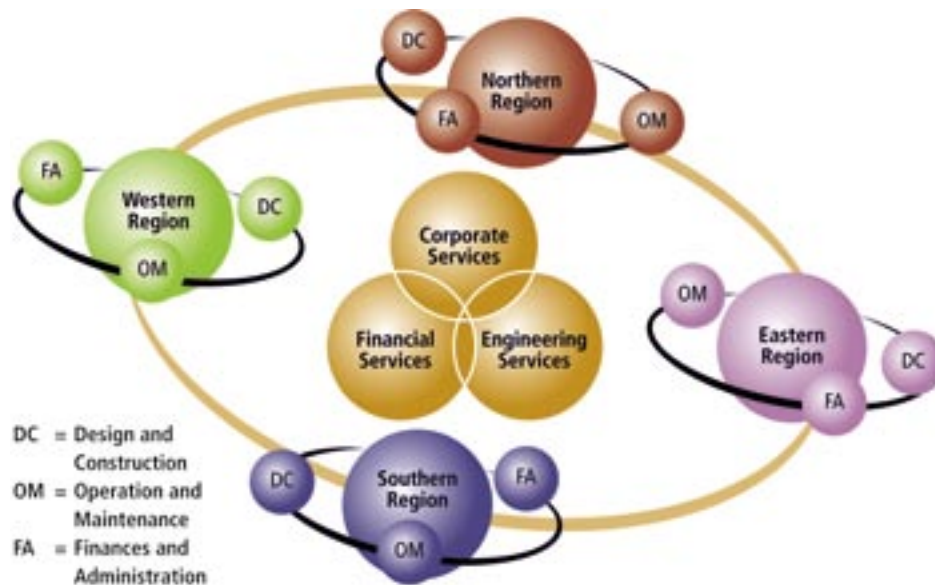 DC
Northern
Region
FA
OM
FA
Western
Region
DC
OM
Corporate
Services
Financial
Services
Engineering
Services
OM
Eastern
Region
DC
FA
DC
Southern
Region
FA
OM
DC = Design and
Construction
OM = Operation and
Maintenance
FA = Finances and
Administration